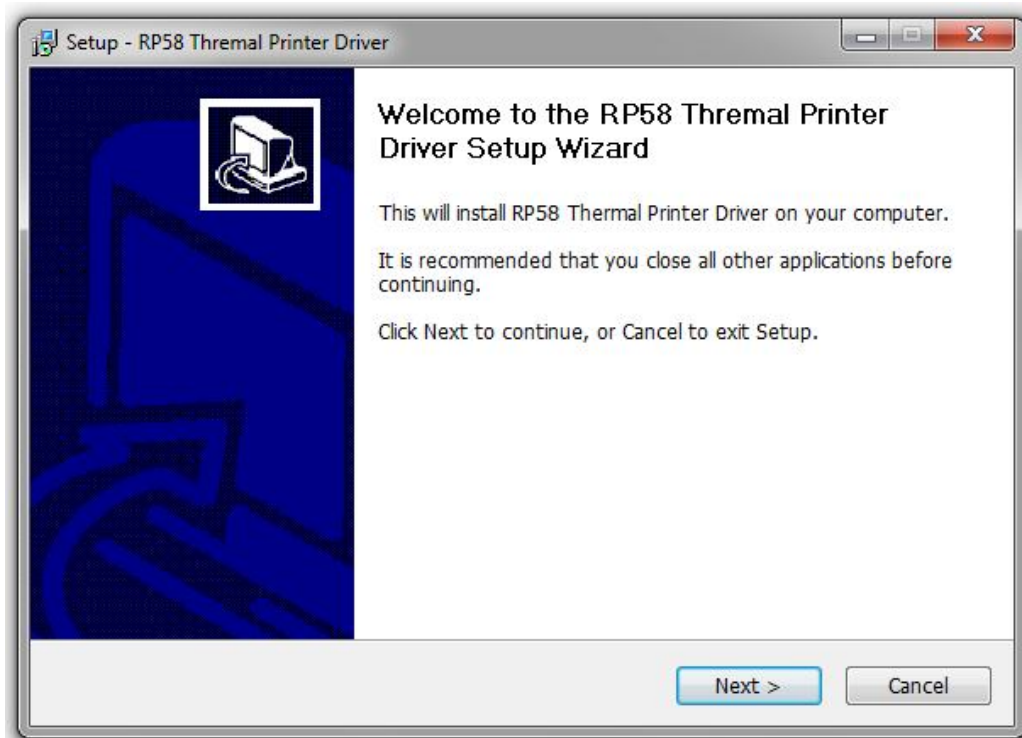 Setup - RP58 Thremal Printer Driver
Welcome to the RP58 Thremal Printer
Driver Setup Wizard
This will install RP58 Thermal Printer Driver on your computer.
It is recommended that you close all other applications before
continuing.
Click Next to continue, or Cancel to exit Setup.
Next >
Cancel